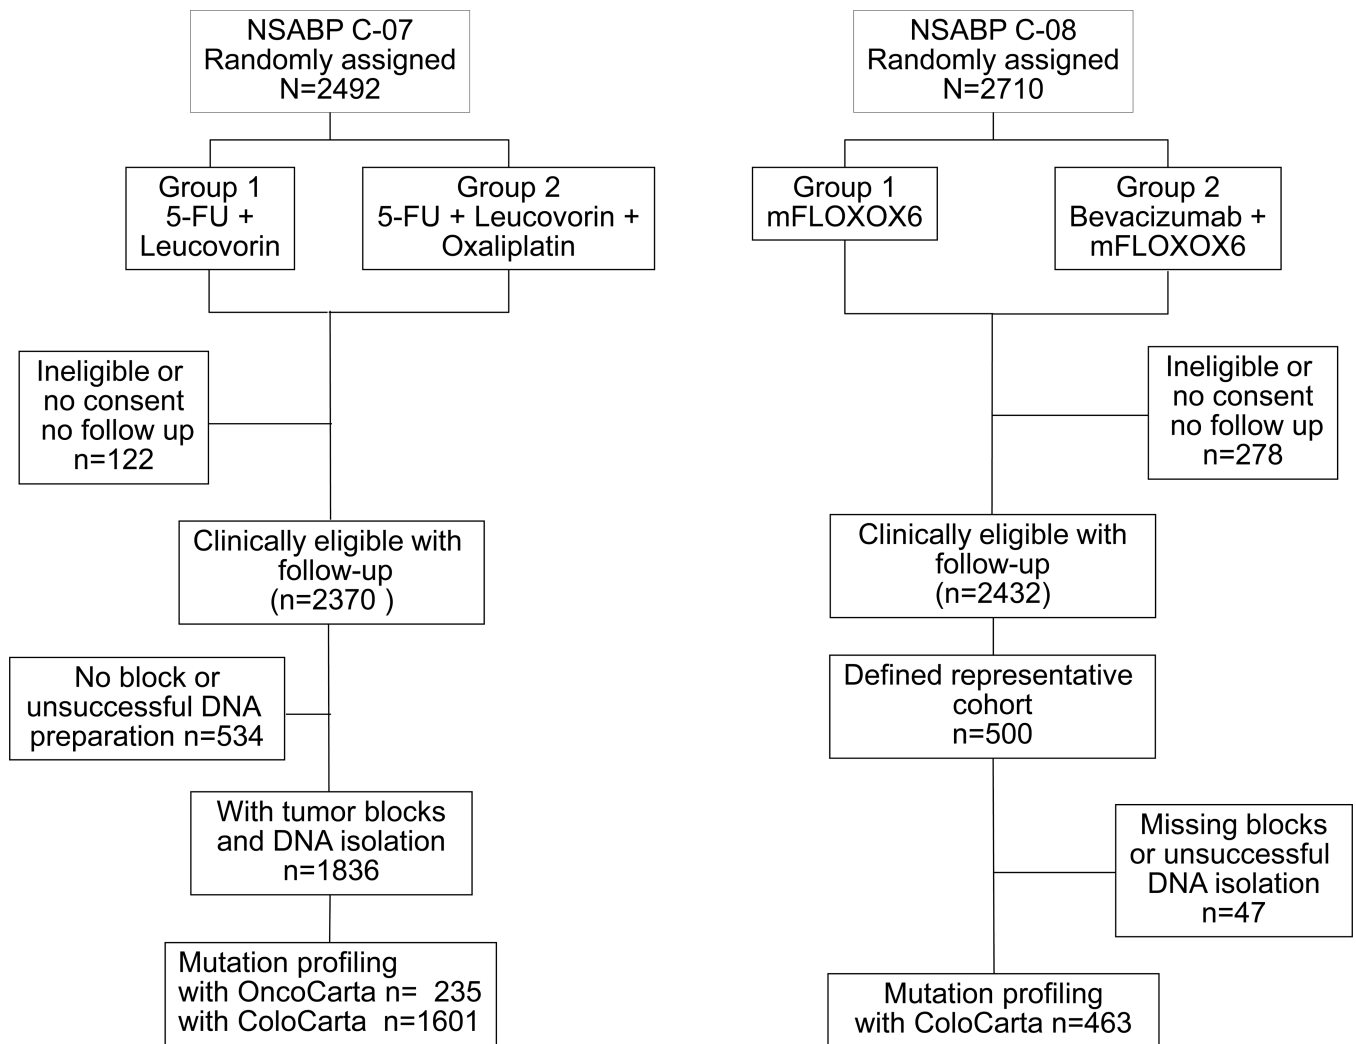 NSABP C-07
Randomly assigned
N=2492
Group 1
5-FU +
Leucovorin
Group 2
5-FU + Leucovorin +
Oxaliplatin
Ineligible or
no consent
no follow up
n=122
Clinically eligible with
follow-up
(n=2370 )
No block or
unsuccessful DNA
preparation n=534
With tumor blocks
and DNA isolation
n=1836
Mutation profiling
with OncoCarta n= 235
with ColoCarta n=1601
NSABP C-08
Randomly assigned
N=2710
Group 1
mFLOXOX6
Group 2
Bevacizumab +
mFLOXOX6
Ineligible or
no consent
no follow up
n=278
Clinically eligible with
follow-up
(n=2432)
Defined representative
cohort
n=500
Missing blocks
or unsuccessful
DNA isolation
n=47
Mutation profiling
with ColoCarta n=463